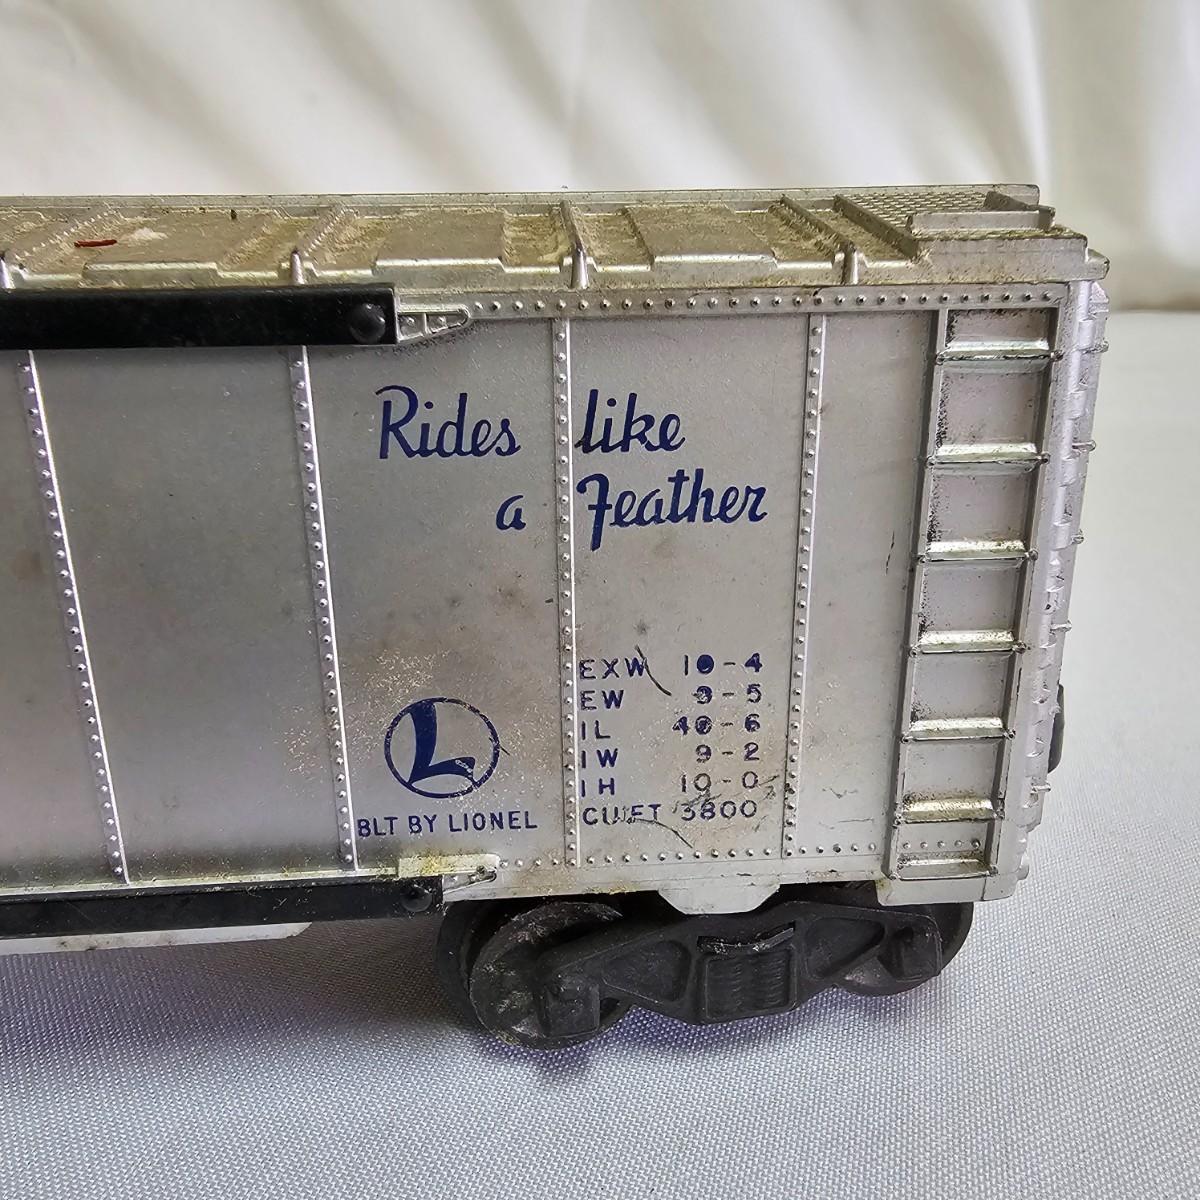 Rides like
a Feather
EXW 10-4
EW 9-5
IL 40-6
IW 9-2
IH 10-0
CU.FT 3800
L
BLT BY LIONEL